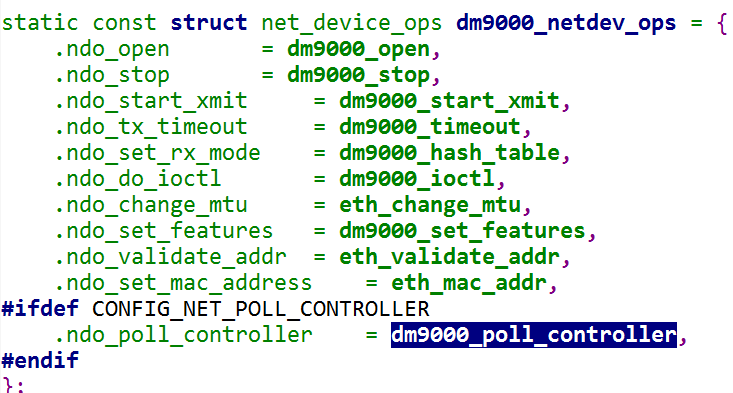 static const struct net_device_ops dm9000_netdev_ops = {
    .ndo_open       = dm9000_open,
    .ndo_stop       = dm9000_stop,
    .ndo_start_xmit     = dm9000_start_xmit,
    .ndo_tx_timeout     = dm9000_timeout,
    .ndo_set_rx_mode    = dm9000_hash_table,
    .ndo_do_ioctl       = dm9000_ioctl,
    .ndo_change_mtu     = eth_change_mtu,
    .ndo_set_features   = dm9000_set_features,
    .ndo_validate_addr  = eth_validate_addr,
    .ndo_set_mac_address    = eth_mac_addr,
#ifdef CONFIG_NET_POLL_CONTROLLER
    .ndo_poll_controller    = dm9000_poll_controller,
#endif
};